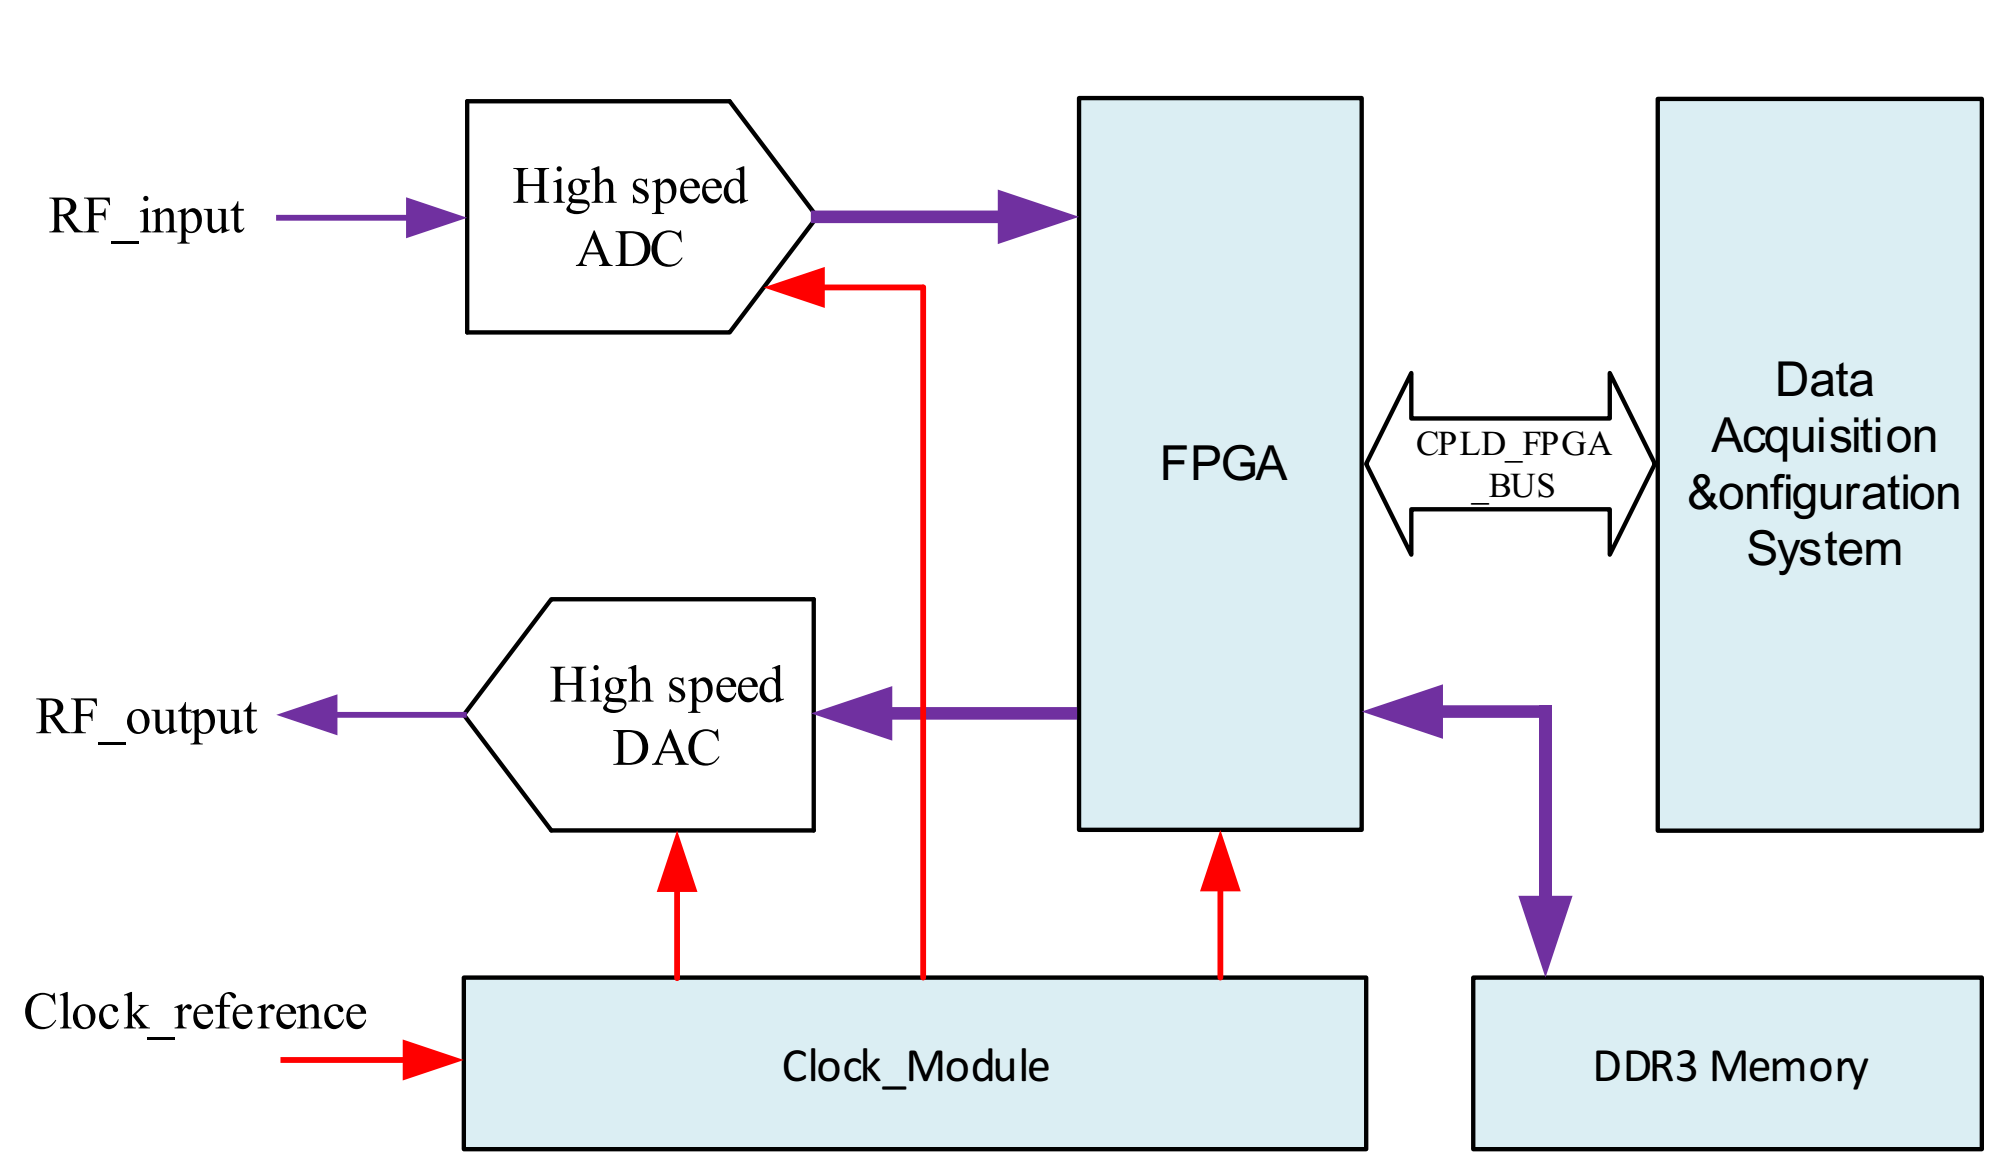 RF_input
High speed
ADC
FPGA
CPLD_FPGA
_BUS
Data
Acquisition
&onfiguration
System
RF_output
High speed
DAC
Clock_reference
Clock_Module
DDR3 Memory